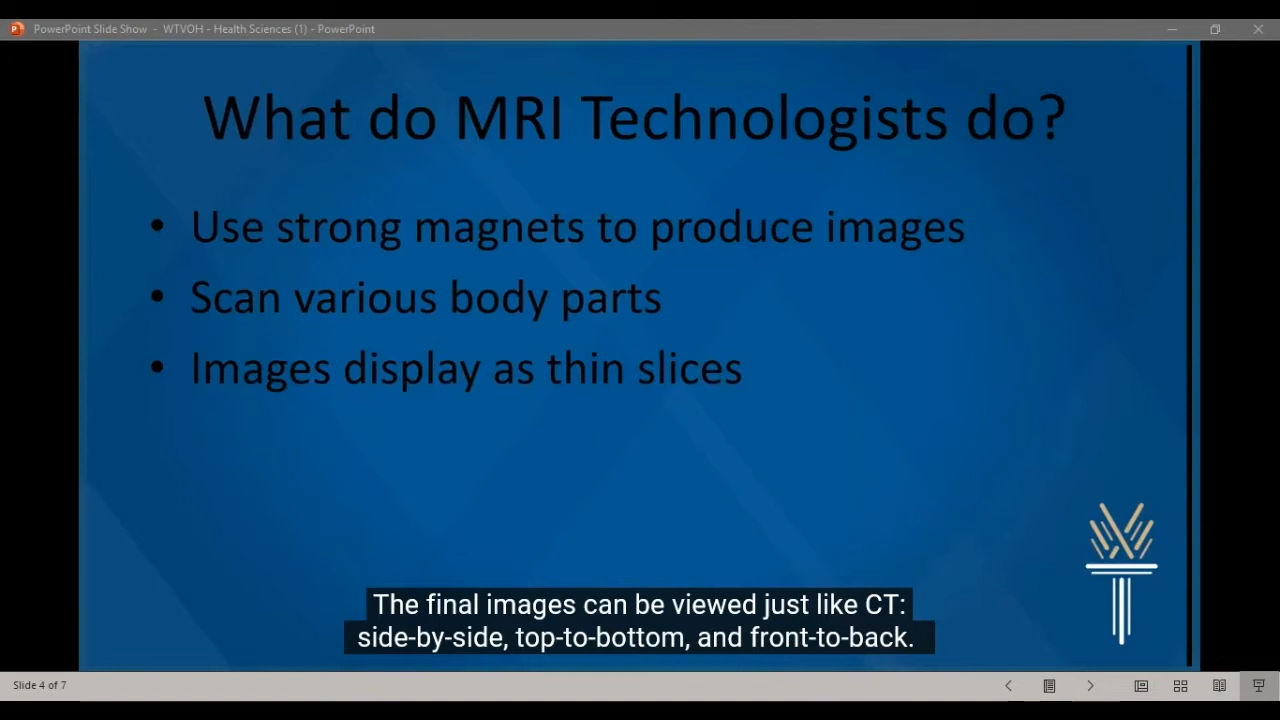 PowerPoint Slide Show - WTVOH - Health Sciences (1) - PowerPoint
What do MRI Technologists do?
• Use strong magnets to produce images
• Scan various body parts
• Images display as thin slices
The final images can be viewed just like CT:
side-by-side, top-to-bottom, and front-to-back.
Slide 4 of 7